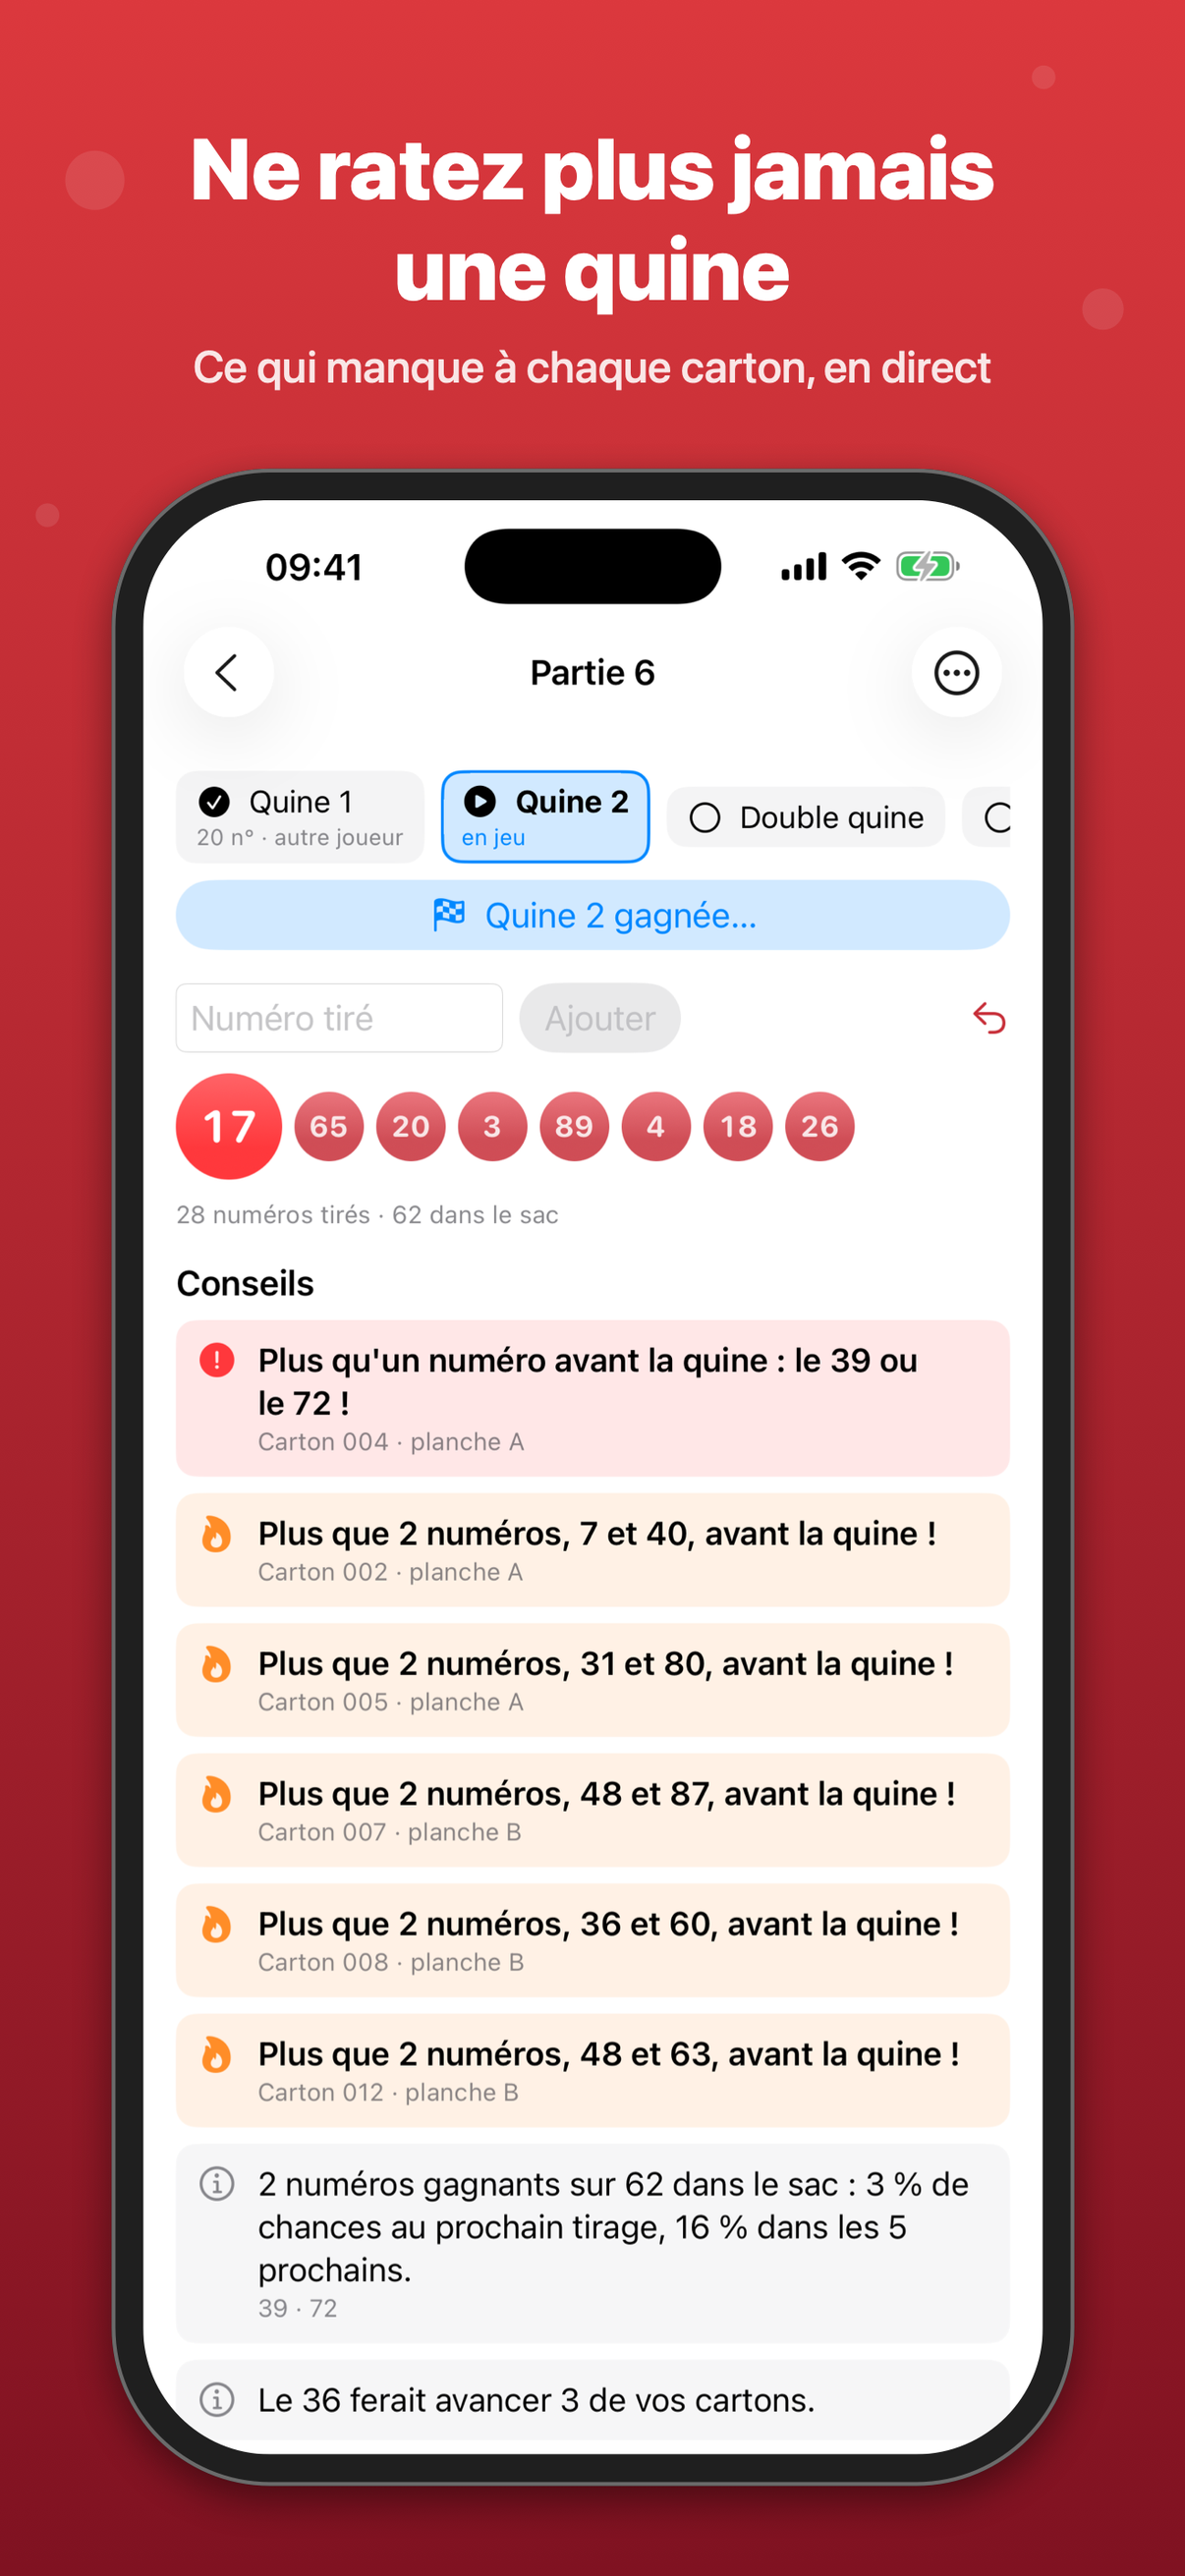 Ne ratez plus jamais
une quine
Ce qui manque à chaque carton, en direct
09:41
Partie 6
Quine 1
20 n° · autre joueur
Quine 2
en jeu
Double quine
Quine 2 gagnée...
Numéro tiré
Ajouter
17 65 20 3 89 4 18 26
28 numéros tirés · 62 dans le sac
Conseils
Plus qu'un numéro avant la quine : le 39 ou
le 72 !
Carton 004 · planche A
Plus que 2 numéros, 7 et 40, avant la quine !
Carton 002 · planche A
Plus que 2 numéros, 31 et 80, avant la quine !
Carton 005 · planche A
Plus que 2 numéros, 48 et 87, avant la quine !
Carton 007 · planche B
Plus que 2 numéros, 36 et 60, avant la quine !
Carton 008 · planche B
Plus que 2 numéros, 48 et 63, avant la quine !
Carton 012 · planche B
2 numéros gagnants sur 62 dans le sac : 3 % de
chances au prochain tirage, 16 % dans les 5
prochains.
39 · 72
Le 36 ferait avancer 3 de vos cartons.